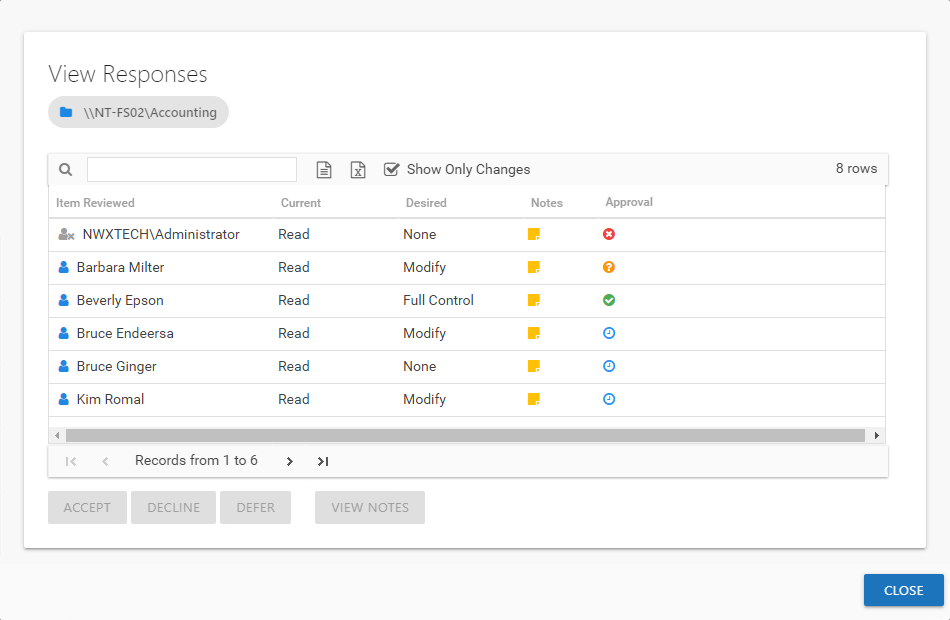 View Responses
\\NT-FS02\Accounting
Show Only Changes 8 rows
Item Reviewed Current Desired Notes Approval
NWXTECH\Administrator Read None
Barbara Milter Read Modify
Beverly Epson Read Full Control
Bruce Endeersa Read Modify
Bruce Ginger Read None
Kim Romal Read Modify
Records from 1 to 6
ACCEPT DECLINE DEFER VIEW NOTES
CLOSE